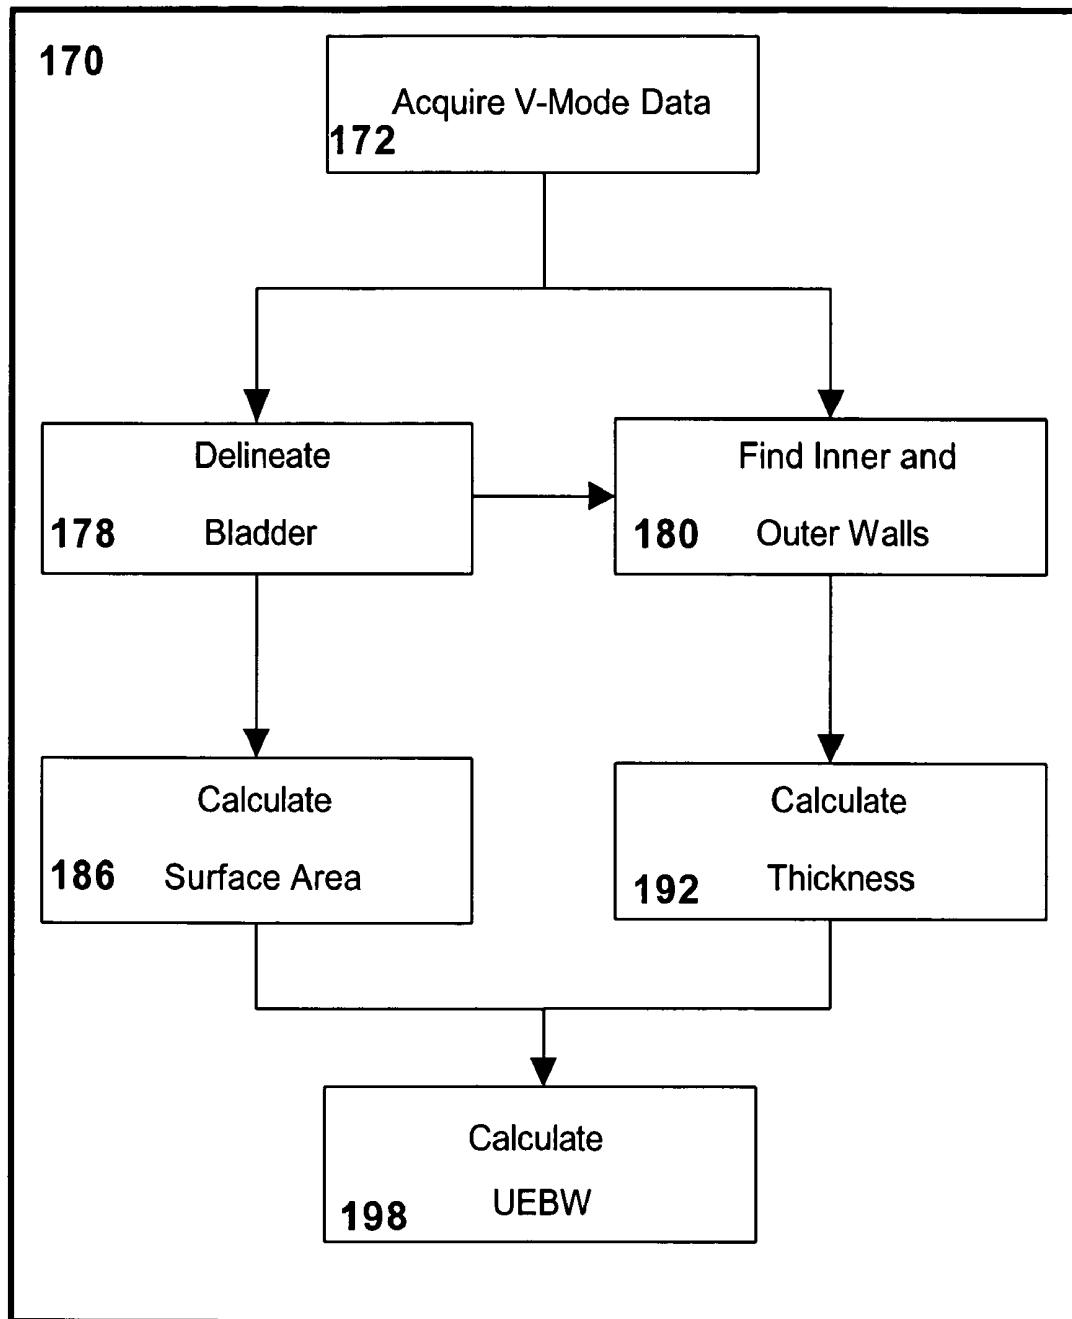 170
Acquire V-Mode Data
172
Delineate
178 Bladder
Find Inner and
180 Outer Walls
Calculate
186 Surface Area
Calculate
192 Thickness
Calculate
UEBW
198